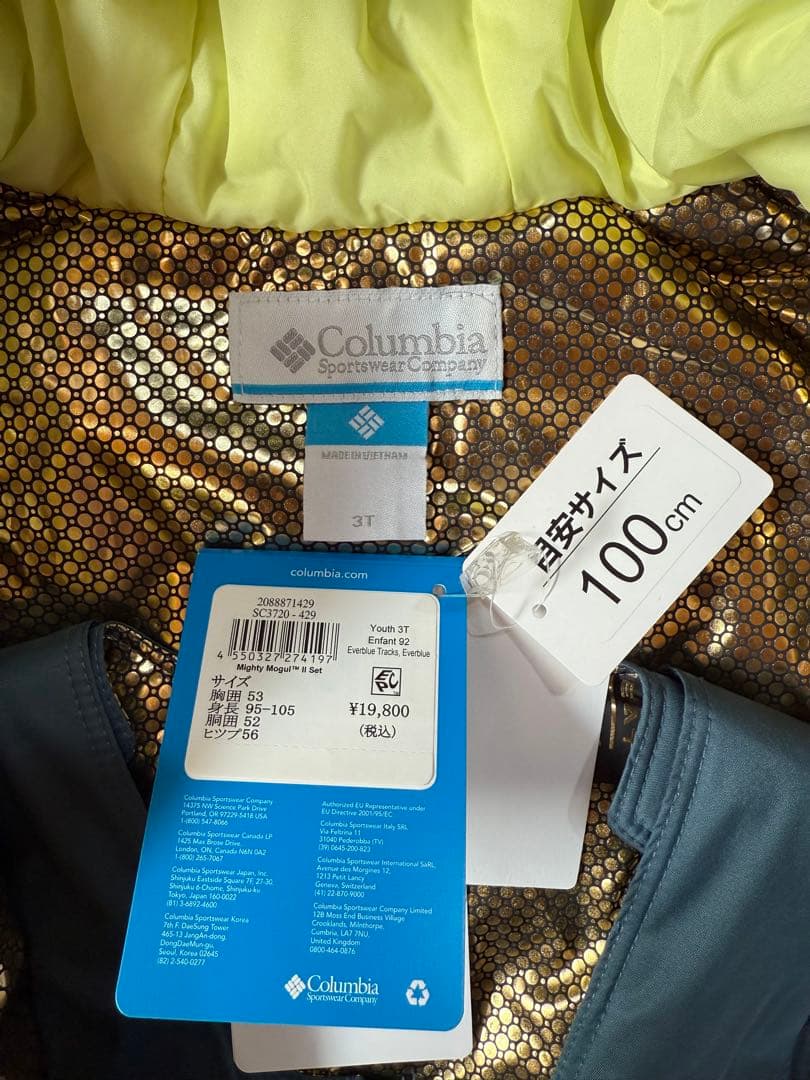 Columbia
Sportswear Company
MADE IN VIETNAM
3T
目安サイズ
100cm
columbia.com
2088871429
SC3720 - 429
4 550327 274197
Mighty Mogul™ II Set
Youth 3T
Enfant 92
Everblue Tracks, Everblue
サイズ
胸囲 53
身長 95-105
胴囲 52
ヒップ56
¥19,800
(税込)
Columbia Sportswear Company
14375 NW Science Park Drive
Portland, OR 97229-5418 USA
1-(800) 547-8066
Columbia Sportswear Canada LP
1425 Max Brose Drive,
London, ON, Canada N6N 0A2
1-(800) 265-7067
Columbia Sportswear Japan, Inc.
Shinjuku Eastside Square 7F, 27-30,
Shinjuku 6-Chome, Shinjuku-ku
Tokyo, Japan 160-0022
(81) 3-6892-4600
Columbia Sportswear Korea
7th F. DaeSung Tower
465-13 JangAn-dong,
DongDaeMun-gu,
Seoul, Korea 02645
(82) 2-540-0277
Authorized EU Representative under
EU Directive 2001/95/EC
Columbia Sportswear Italy SRL
Via Feltrina 11
31040 Pederobba (TV)
(39) 0645-200-823
Columbia Sportswear International SàRL
Avenue des Morgines 12,
1213 Petit Lancy
Geneva, Switzerland
(41) 22-870-9000
Columbia Sportswear Company Limited
12B Moss End Business Village
Crooklands, Milnthorpe,
Cumbria, LA7 7NU,
United Kingdom
0800-464-0876
Columbia
Sportswear Company